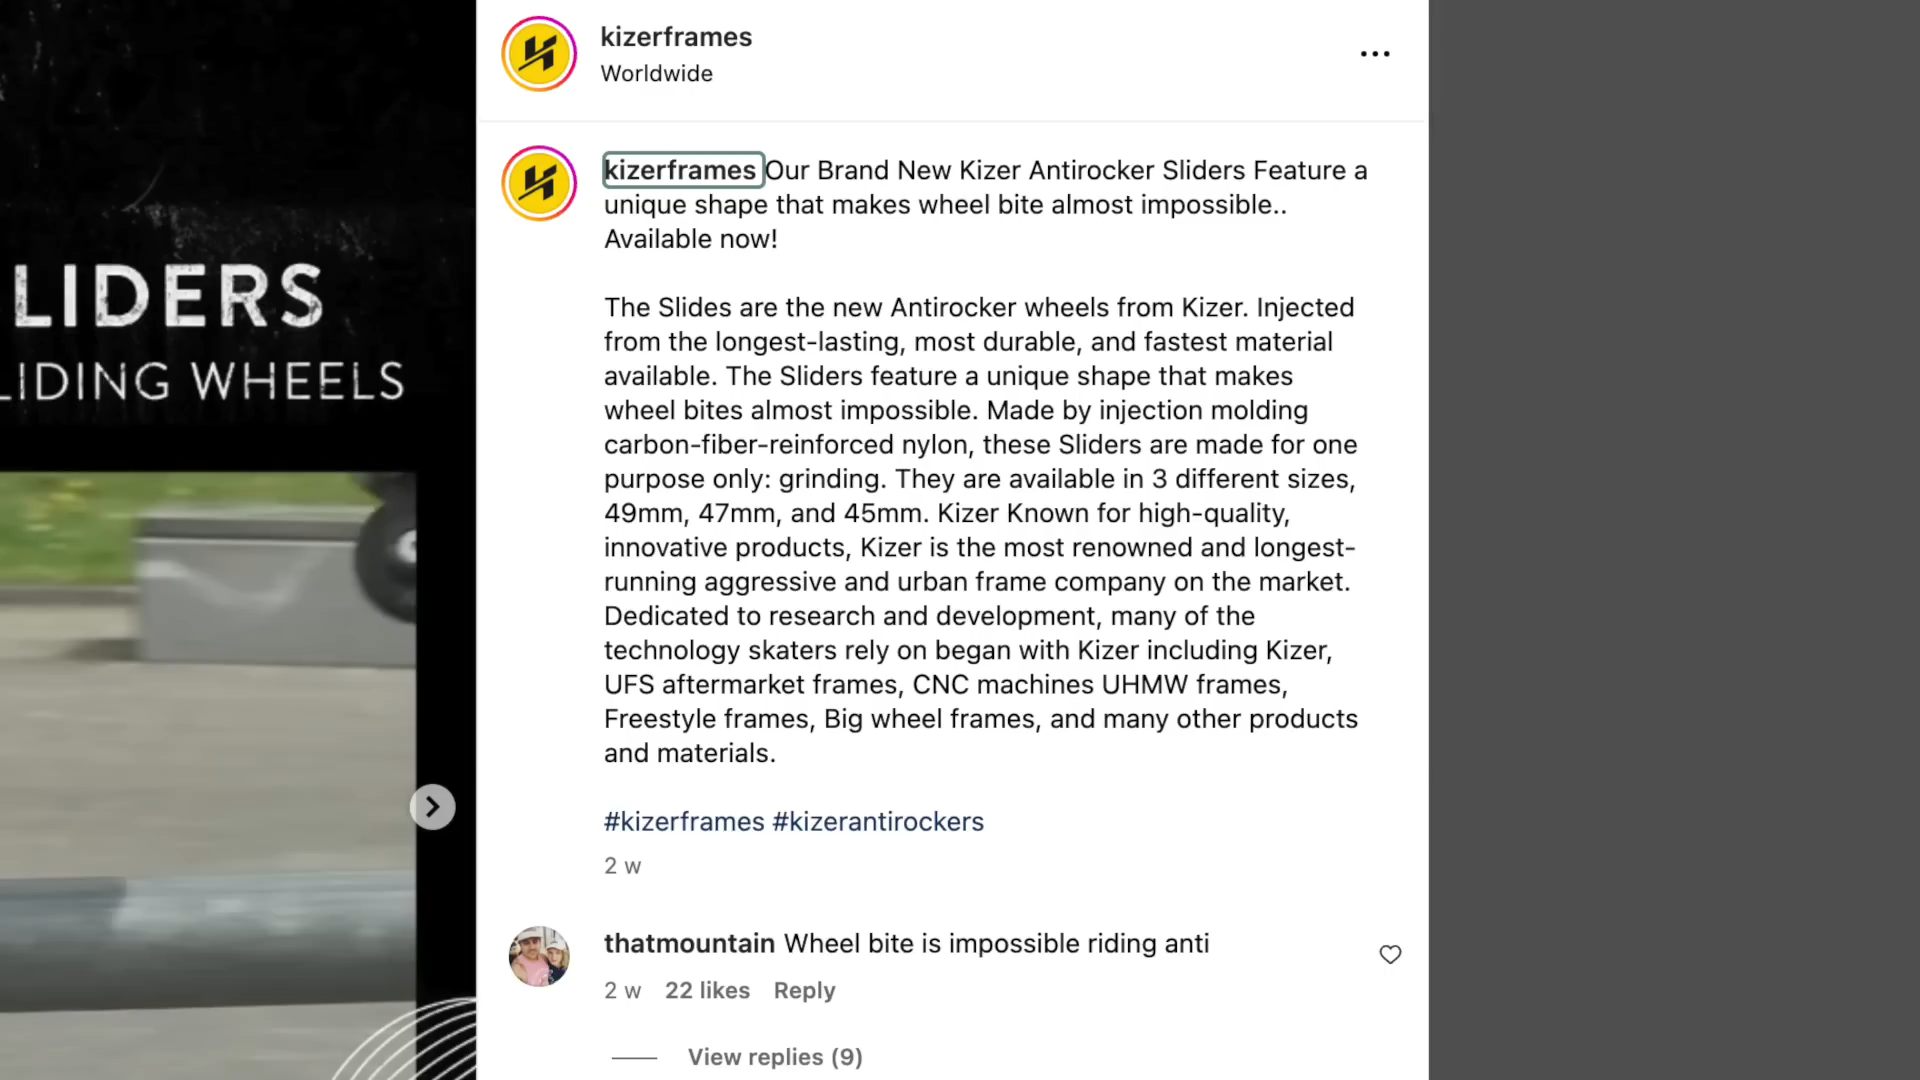 LIDERS
LIDING WHEELS
kizerframes
Worldwide
kizerframes Our Brand New Kizer Antirocker Sliders Feature a
unique shape that makes wheel bite almost impossible..
Available now!
The Slides are the new Antirocker wheels from Kizer. Injected
from the longest-lasting, most durable, and fastest material
available. The Sliders feature a unique shape that makes
wheel bites almost impossible. Made by injection molding
carbon-fiber-reinforced nylon, these Sliders are made for one
purpose only: grinding. They are available in 3 different sizes,
49mm, 47mm, and 45mm. Kizer Known for high-quality,
innovative products, Kizer is the most renowned and longest-
running aggressive and urban frame company on the market.
Dedicated to research and development, many of the
technology skaters rely on began with Kizer including Kizer,
UFS aftermarket frames, CNC machines UHMW frames,
Freestyle frames, Big wheel frames, and many other products
and materials.
#kizerframes #kizerantirockers
2 w
thatmountain Wheel bite is impossible riding anti
2 w 22 likes Reply
View replies (9)